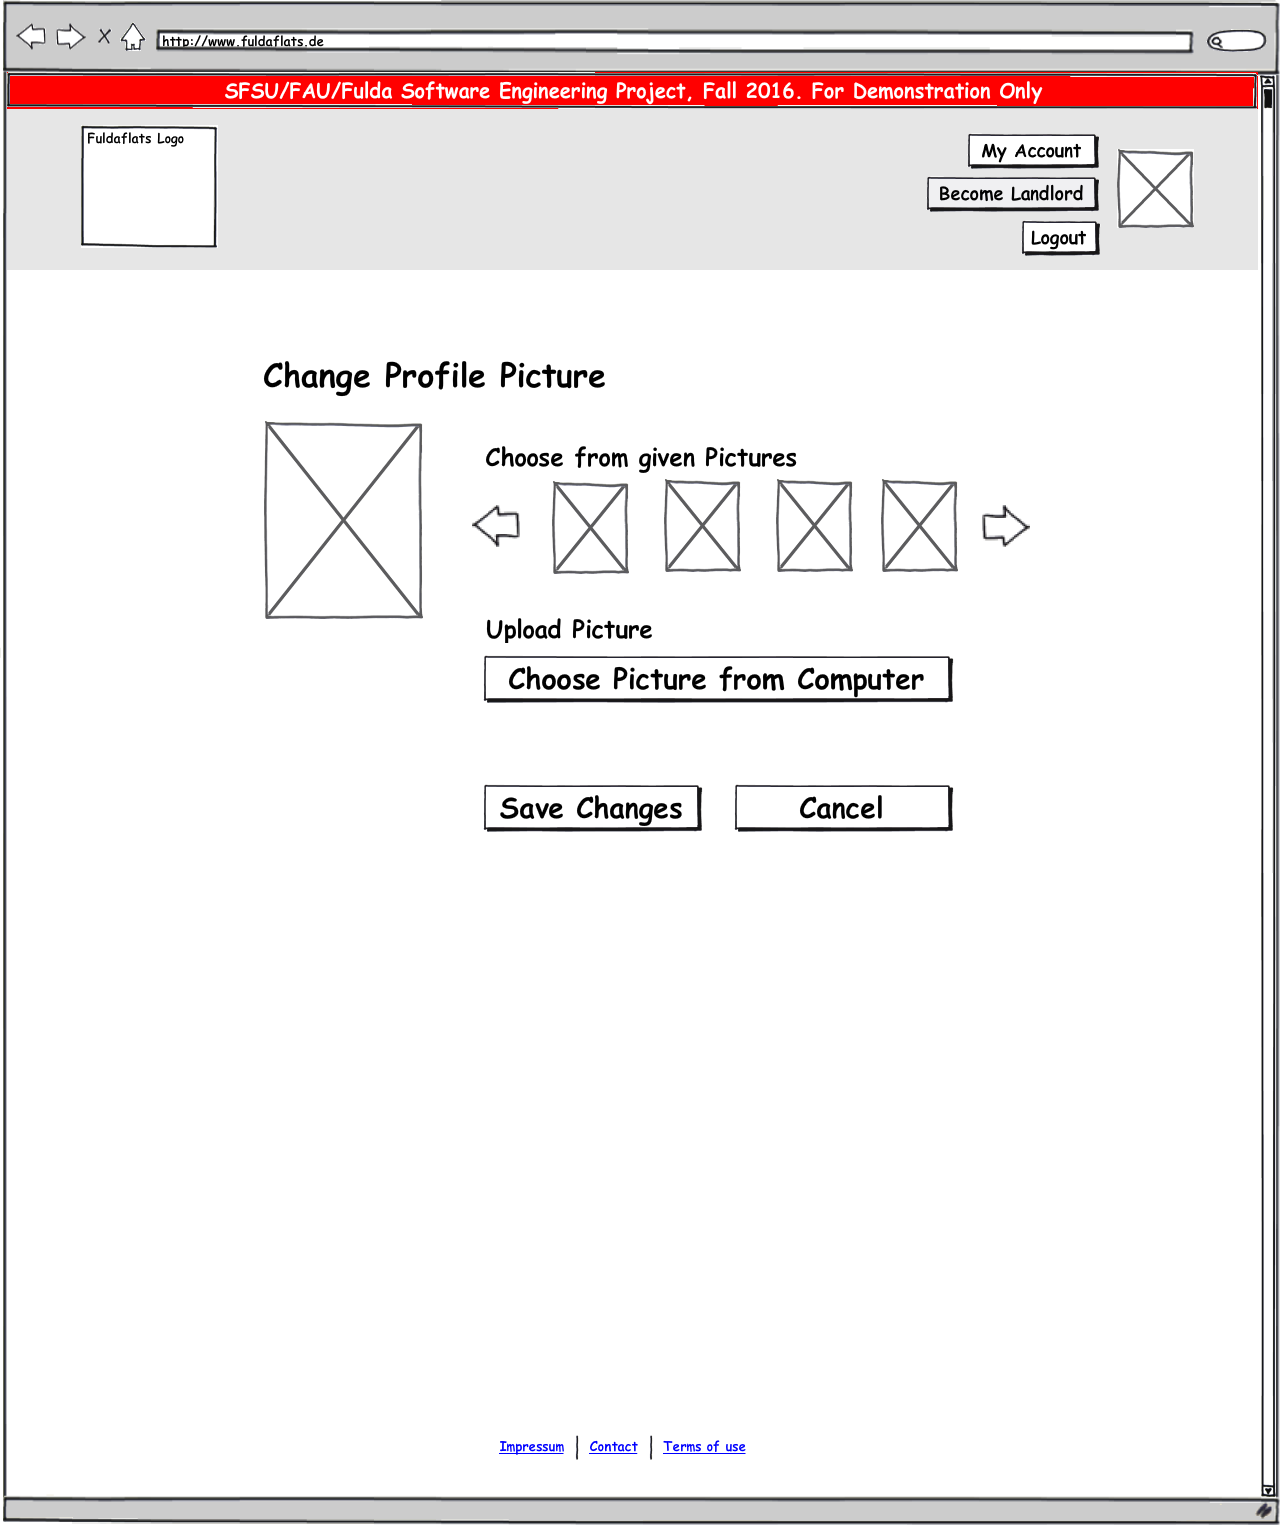 http://www.fuldaflats.de
SFSU/FAU/Fulda Software Engineering Project, Fall 2016. For Demonstration Only
Fuldaflats Logo
My Account
Become Landlord
Logout
Change Profile Picture
Choose from given Pictures
Upload Picture
Choose Picture from Computer
Save Changes
Cancel
Impressum
Contact
Terms of use